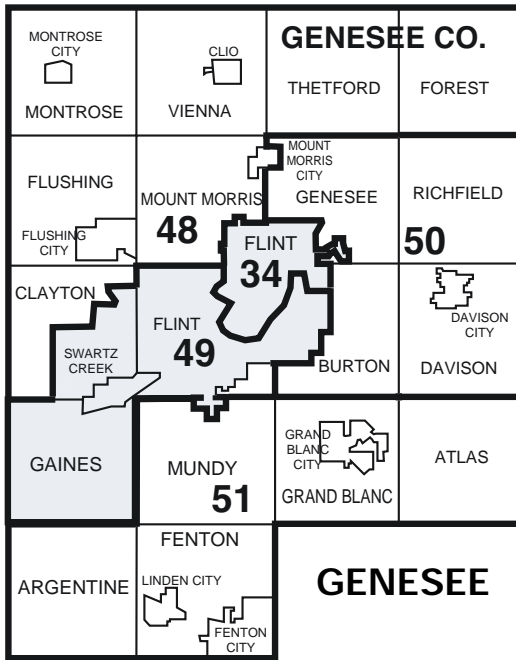 GENESEE CO.
MONTROSE
CITY
MONTROSE
CLIO
VIENNA
THETFORD
FOREST
FLUSHING
FLUSHING
CITY
MOUNT MORRIS
48
MOUNT
MORRIS
CITY
GENESEE
RICHFIELD
50
FLINT
34
CLAYTON
FLINT
49
SWARTZ
CREEK
BURTON
DAVISON
CITY
DAVISON
GAINES
MUNDY
51
GRAND
BLANC
CITY
GRAND BLANC
ATLAS
ARGENTINE
FENTON
LINDEN CITY
FENTON
CITY
GENESEE